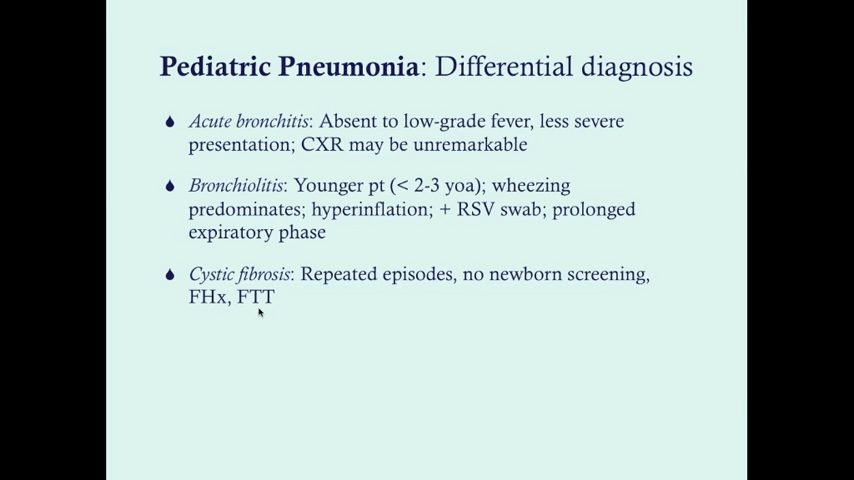 Pediatric Pneumonia: Differential diagnosis
Acute bronchitis: Absent to low-grade fever, less severe
presentation; CXR may be unremarkable
Bronchiolitis: Younger pt (< 2-3 yoa); wheezing
predominates; hyperinflation; + RSV swab; prolonged
expiratory phase
Cystic fibrosis: Repeated episodes, no newborn screening,
FHx, FTT